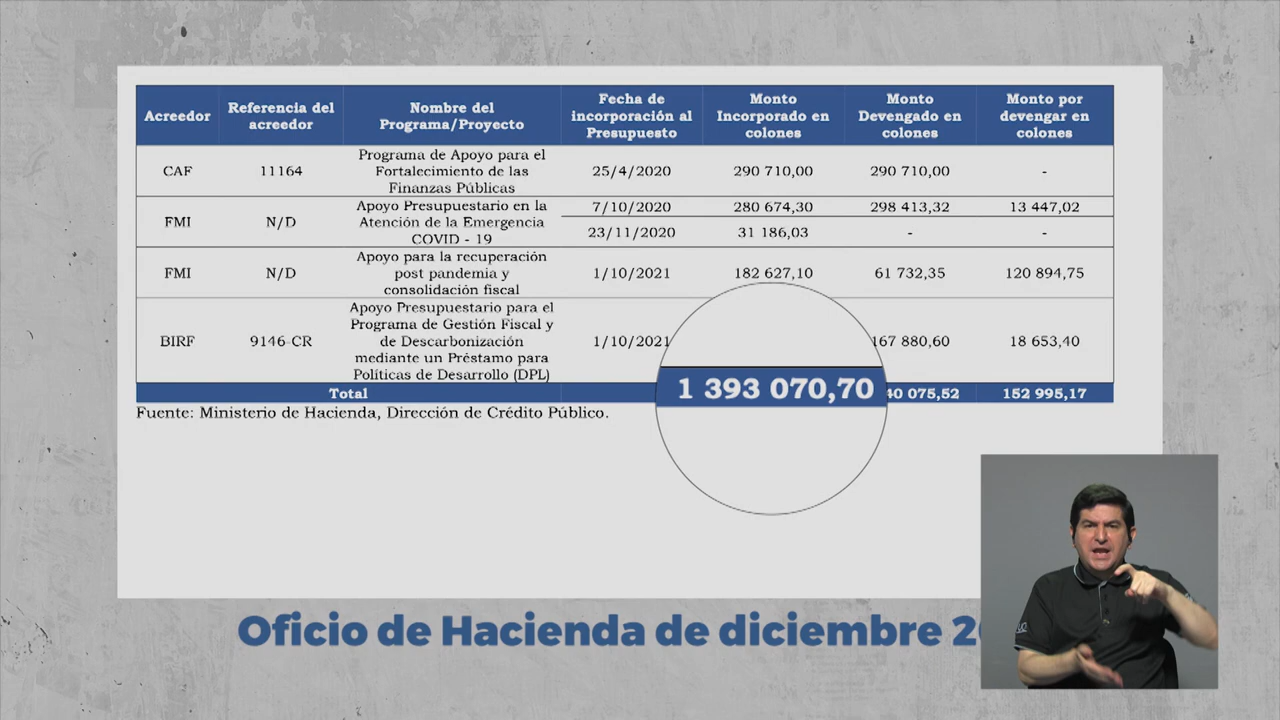 Acreedor
Referencia del
acreedor
Nombre del
Programa/Proyecto
Fecha de
incorporación al
Presupuesto
Monto
Incorporado en
colones
Monto
Devengado en
colones
Monto por
devengar en
colones
CAF
11164
Programa de Apoyo para el
Fortalecimiento de las
Finanzas Públicas
25/4/2020
290 710,00
290 710,00
-
FMI
N/D
Apoyo Presupuestario en la
Atención de la Emergencia
COVID - 19
7/10/2020
280 674,30
298 413,32
13 447,02
23/11/2020
31 186,03
-
-
FMI
N/D
Apoyo para la recuperación
post pandemia y
consolidación fiscal
1/10/2021
182 627,10
61 732,35
120 894,75
BIRF
9146-CR
Apoyo Presupuestario para el
Programa de Gestión Fiscal y
de Descarbonización
mediante un Préstamo para
Políticas de Desarrollo (DPL)
1/10/2021
167 880,60
18 653,40
Total
1 393 070,70
40 075,52
152 995,17
Fuente: Ministerio de Hacienda, Dirección de Crédito Público.
Oficio de Hacienda de diciembre